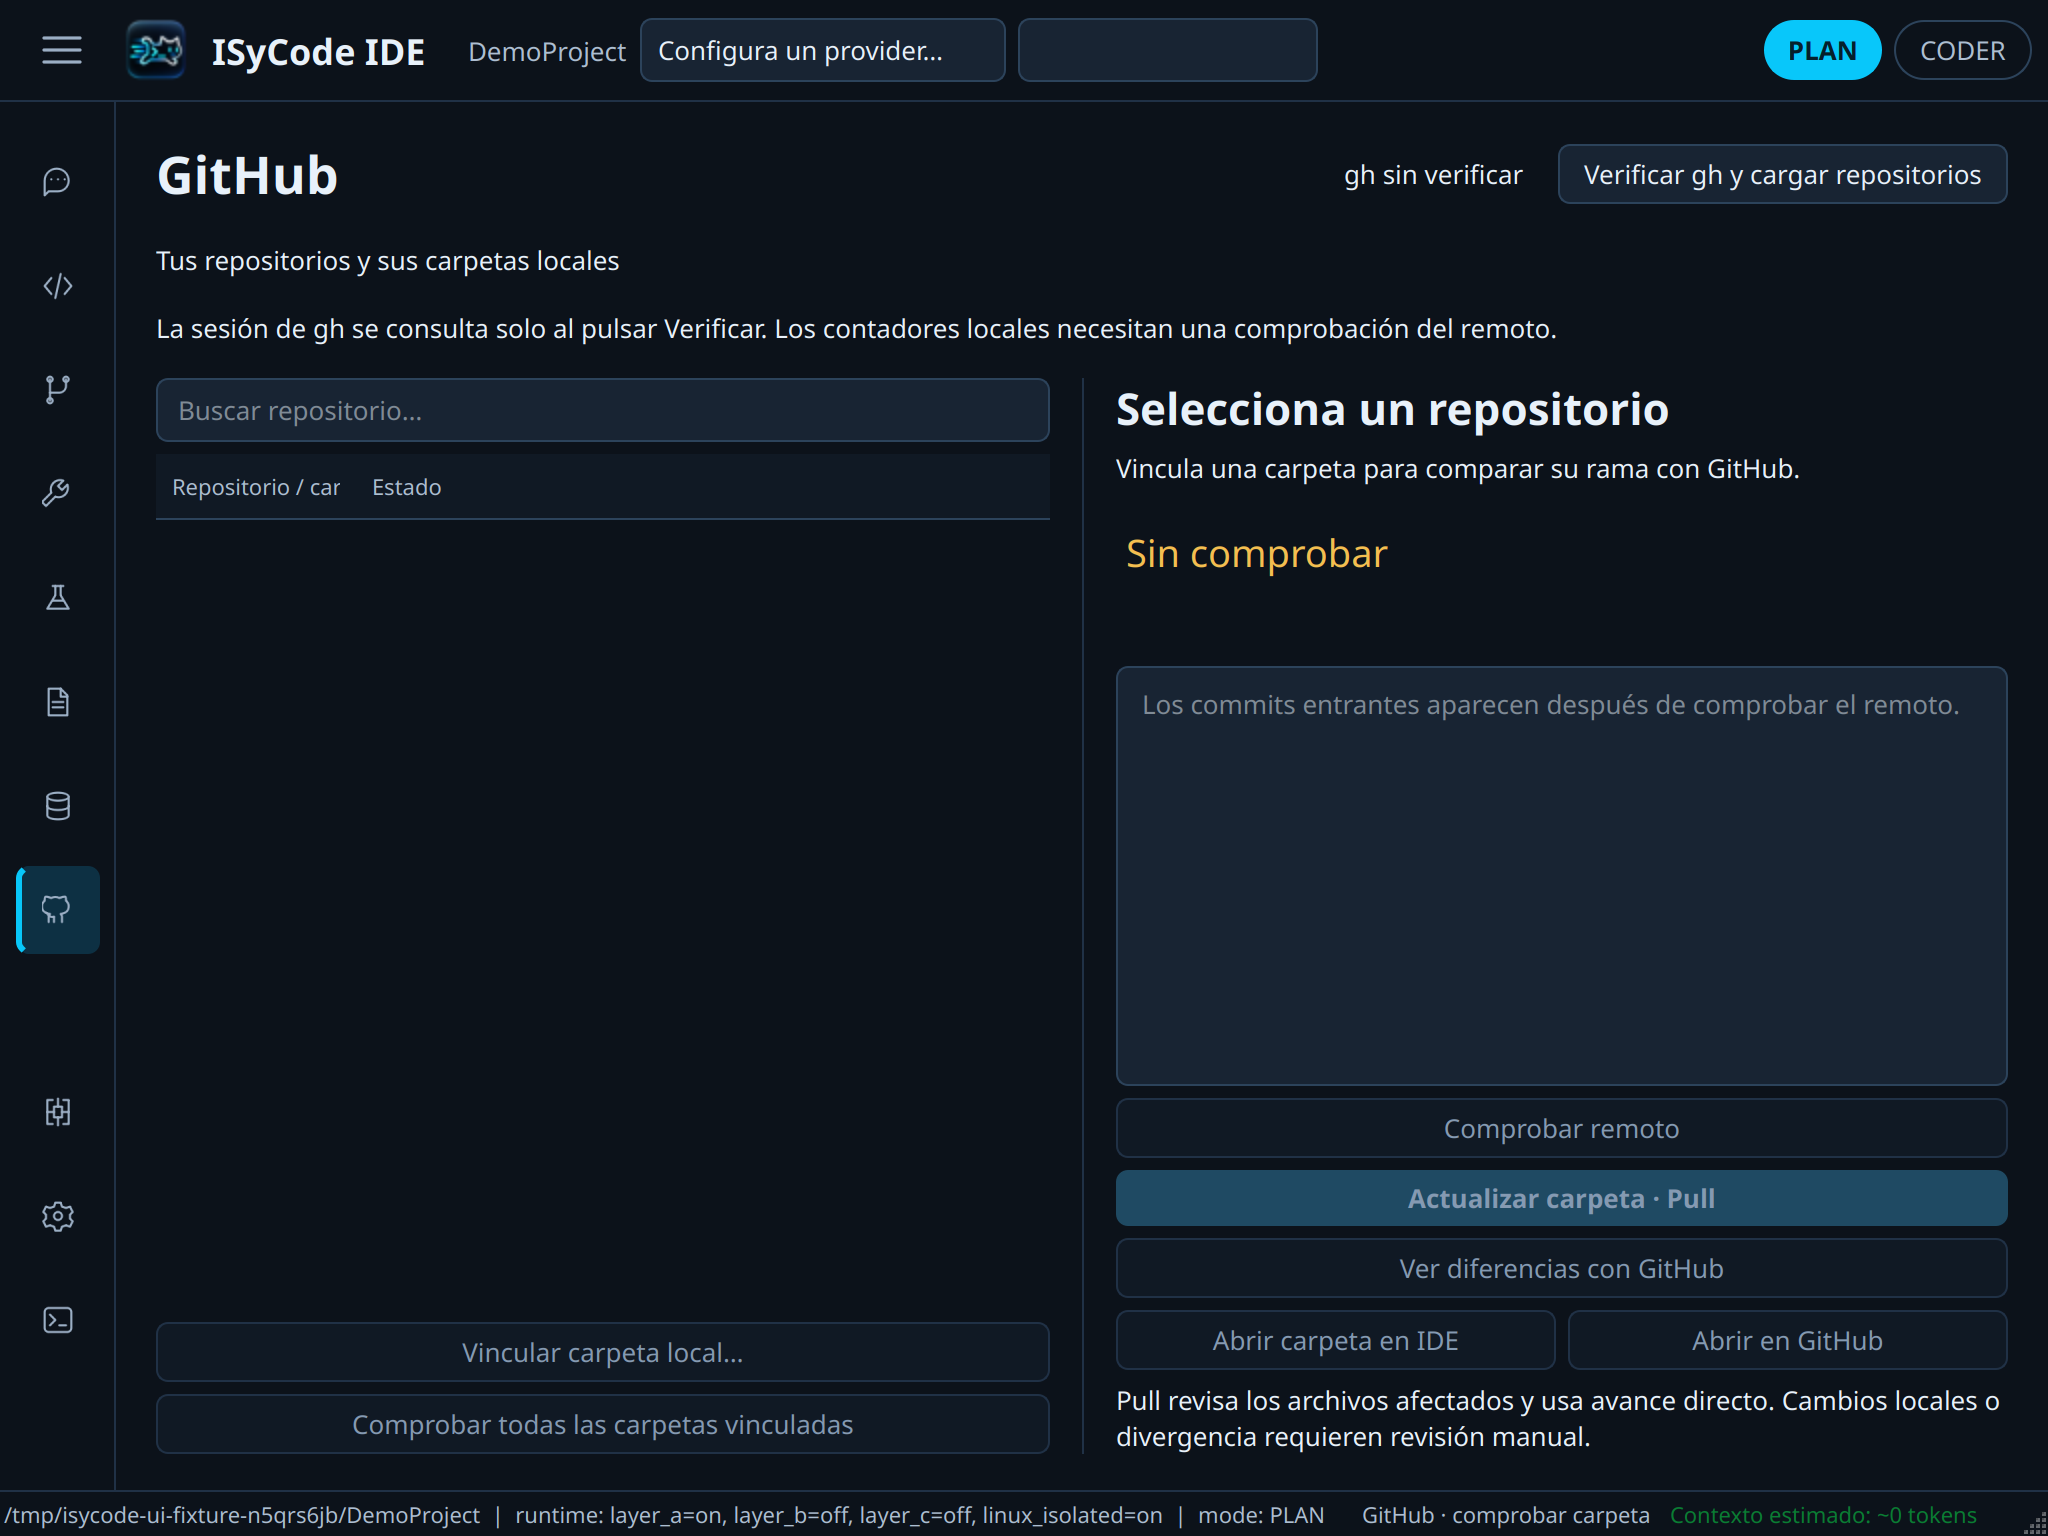 ISyCode IDE
DemoProject
Configura un provider...
PLAN
CODER
GitHub
gh sin verificar
Verificar gh y cargar repositorios
Tus repositorios y sus carpetas locales
La sesión de gh se consulta solo al pulsar Verificar. Los contadores locales necesitan una comprobación del remoto.
Buscar repositorio...
Repositorio / car
Estado
Vincular carpeta local...
Comprobar todas las carpetas vinculadas
Selecciona un repositorio
Vincula una carpeta para comparar su rama con GitHub.
Sin comprobar
Los commits entrantes aparecen después de comprobar el remoto.
Comprobar remoto
Actualizar carpeta · Pull
Ver diferencias con GitHub
Abrir carpeta en IDE
Abrir en GitHub
Pull revisa los archivos afectados y usa avance directo. Cambios locales o
divergencia requieren revisión manual.
/tmp/isycode-ui-fixture-n5qrs6jb/DemoProject | runtime: layer_a=on, layer_b=off, layer_c=off, linux_isolated=on | mode: PLAN
GitHub · comprobar carpeta
Contexto estimado: ~0 tokens